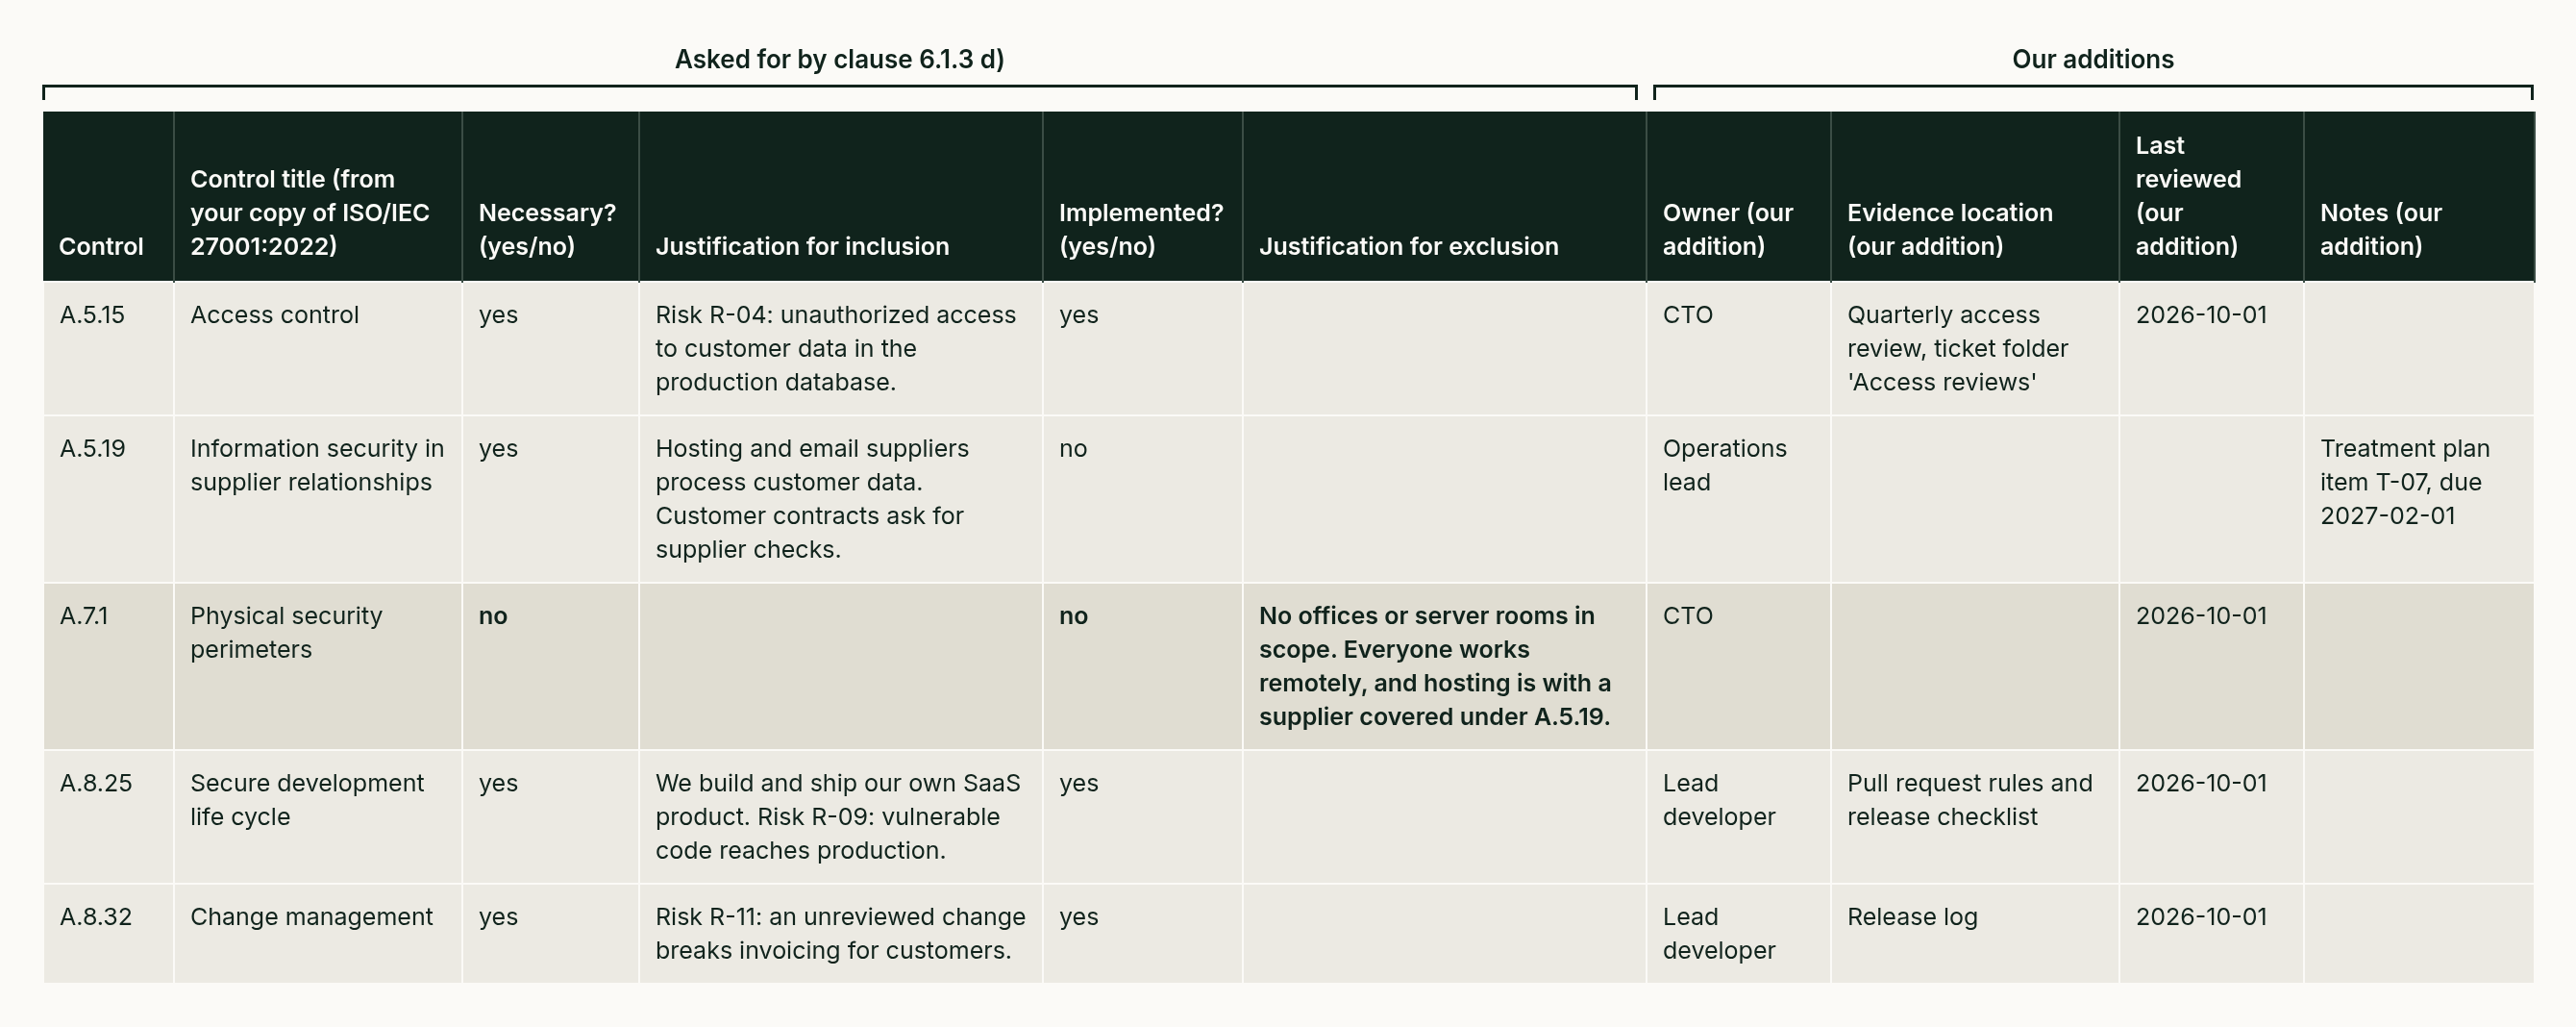 Asked for by clause 6.1.3 d)
Our additions
Control
Control title (from
your copy of ISO/IEC
27001:2022)
Necessary?
(yes/no)
Justification for inclusion
Implemented?
(yes/no)
Justification for exclusion
Owner (our
addition)
Evidence location
(our addition)
Last
reviewed
(our
addition)
Notes (our
addition)
A.5.15
Access control
yes
Risk R-04: unauthorized access
to customer data in the
production database.
yes
CTO
Quarterly access
review, ticket folder
'Access reviews'
2026-10-01
A.5.19
Information security in
supplier relationships
yes
Hosting and email suppliers
process customer data.
Customer contracts ask for
supplier checks.
no
Operations
lead
Treatment plan
item T-07, due
2027-02-01
A.7.1
Physical security
perimeters
no
no
No offices or server rooms in
scope. Everyone works
remotely, and hosting is with a
supplier covered under A.5.19.
CTO
2026-10-01
A.8.25
Secure development
life cycle
yes
We build and ship our own SaaS
product. Risk R-09: vulnerable
code reaches production.
yes
Lead
developer
Pull request rules and
release checklist
2026-10-01
A.8.32
Change management
yes
Risk R-11: an unreviewed change
breaks invoicing for customers.
yes
Lead
developer
Release log
2026-10-01